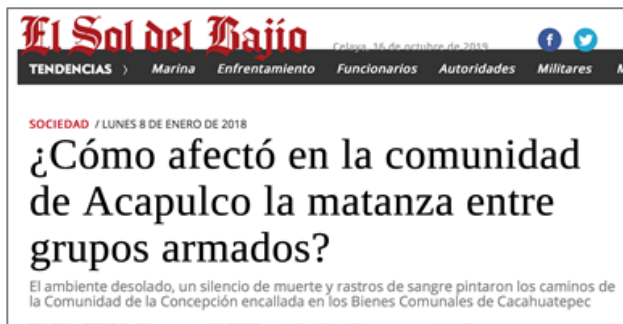 El Sol del Bajío
Celaya, 16 de octubre de 2019
TENDENCIAS 〉 Marina Enfrentamiento Funcionarios Autoridades Militares
SOCIEDAD / LUNES 8 DE ENERO DE 2018
¿Cómo afectó en la comunidad
de Acapulco la matanza entre
grupos armados?
El ambiente desolado, un silencio de muerte y rastros de sangre pintaron los caminos de
la Comunidad de la Concepción encallada en los Bienes Comunales de Cacahuatepec